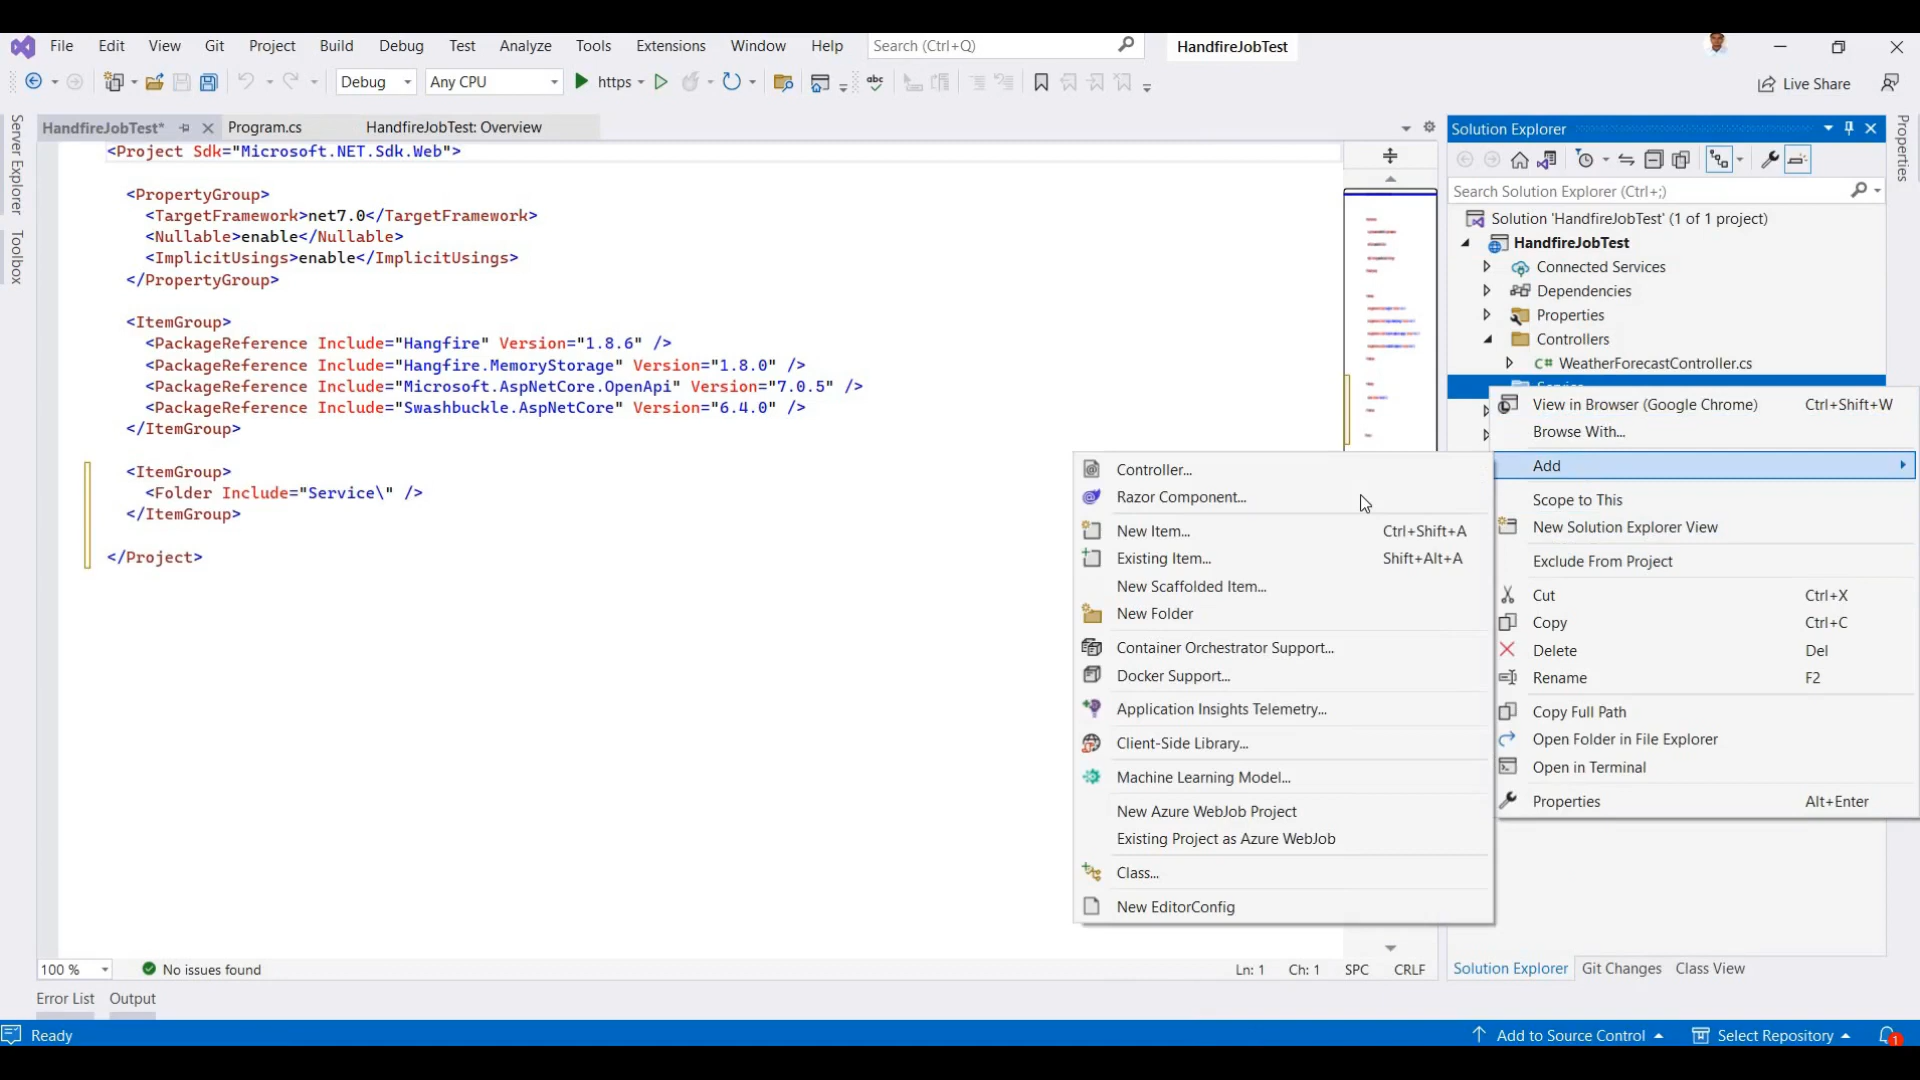 File Edit View Git Project Build Debug Test Analyze Tools Extensions Window Help Search (Ctrl+Q) HandfireJobTest
Debug Any CPU https Live Share
Server Explorer
Toolbox
HandfireJobTest* Program.cs HandfireJobTest: Overview
<Project Sdk="Microsoft.NET.Sdk.Web">
<PropertyGroup>
<TargetFramework>net7.0</TargetFramework>
<Nullable>enable</Nullable>
<ImplicitUsings>enable</ImplicitUsings>
</PropertyGroup>
<ItemGroup>
<PackageReference Include="Hangfire" Version="1.8.6" />
<PackageReference Include="Hangfire.MemoryStorage" Version="1.8.0" />
<PackageReference Include="Microsoft.AspNetCore.OpenApi" Version="7.0.5" />
<PackageReference Include="Swashbuckle.AspNetCore" Version="6.4.0" />
</ItemGroup>
<ItemGroup>
<Folder Include="Service\" />
</ItemGroup>
</Project>
Solution Explorer
Search Solution Explorer (Ctrl+;)
Solution 'HandfireJobTest' (1 of 1 project)
HandfireJobTest
Connected Services
Dependencies
Properties
Controllers
C# WeatherForecastController.cs
Service
Properties
View in Browser (Google Chrome) Ctrl+Shift+W
Browse With...
Add
Scope to This
New Solution Explorer View
Exclude From Project
Cut Ctrl+X
Copy Ctrl+C
Delete Del
Rename F2
Copy Full Path
Open Folder in File Explorer
Open in Terminal
Properties Alt+Enter
Controller...
Razor Component...
New Item... Ctrl+Shift+A
Existing Item... Shift+Alt+A
New Scaffolded Item...
New Folder
Container Orchestrator Support...
Docker Support...
Application Insights Telemetry...
Client-Side Library...
Machine Learning Model...
New Azure WebJob Project
Existing Project as Azure WebJob
Class...
New EditorConfig
100 % No issues found Ln: 1 Ch: 1 SPC CRLF
Solution Explorer Git Changes Class View
Error List Output
Ready Add to Source Control Select Repository 1